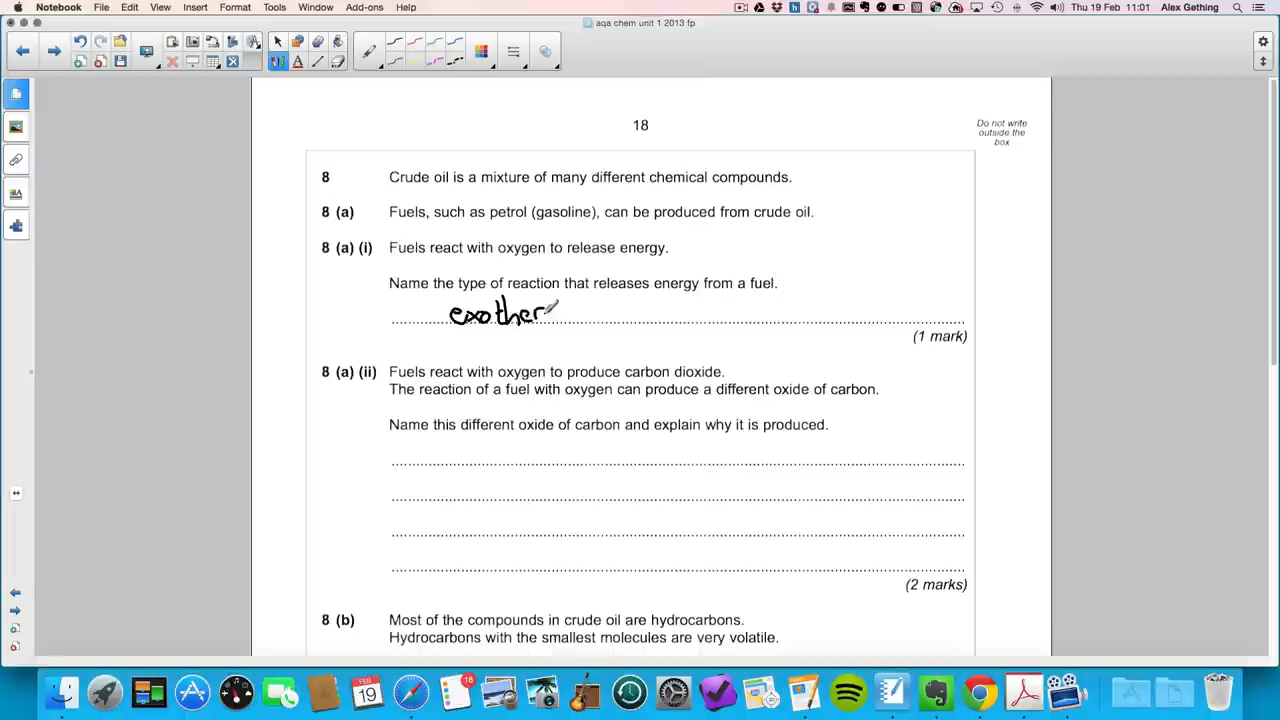 Notebook File Edit View Insert Format Tools Window Add-ons Help Thu 19 Feb 11:01 Alex Gething
aqa chem unit 1 2013 fp
18
Do not write
outside the
box
8 Crude oil is a mixture of many different chemical compounds.
8 (a) Fuels, such as petrol (gasoline), can be produced from crude oil.
8 (a) (i) Fuels react with oxygen to release energy.
Name the type of reaction that releases energy from a fuel.
exother
(1 mark)
8 (a) (ii) Fuels react with oxygen to produce carbon dioxide.
The reaction of a fuel with oxygen can produce a different oxide of carbon.
Name this different oxide of carbon and explain why it is produced.
(2 marks)
8 (b) Most of the compounds in crude oil are hydrocarbons.
Hydrocarbons with the smallest molecules are very volatile.
FEB
19
18